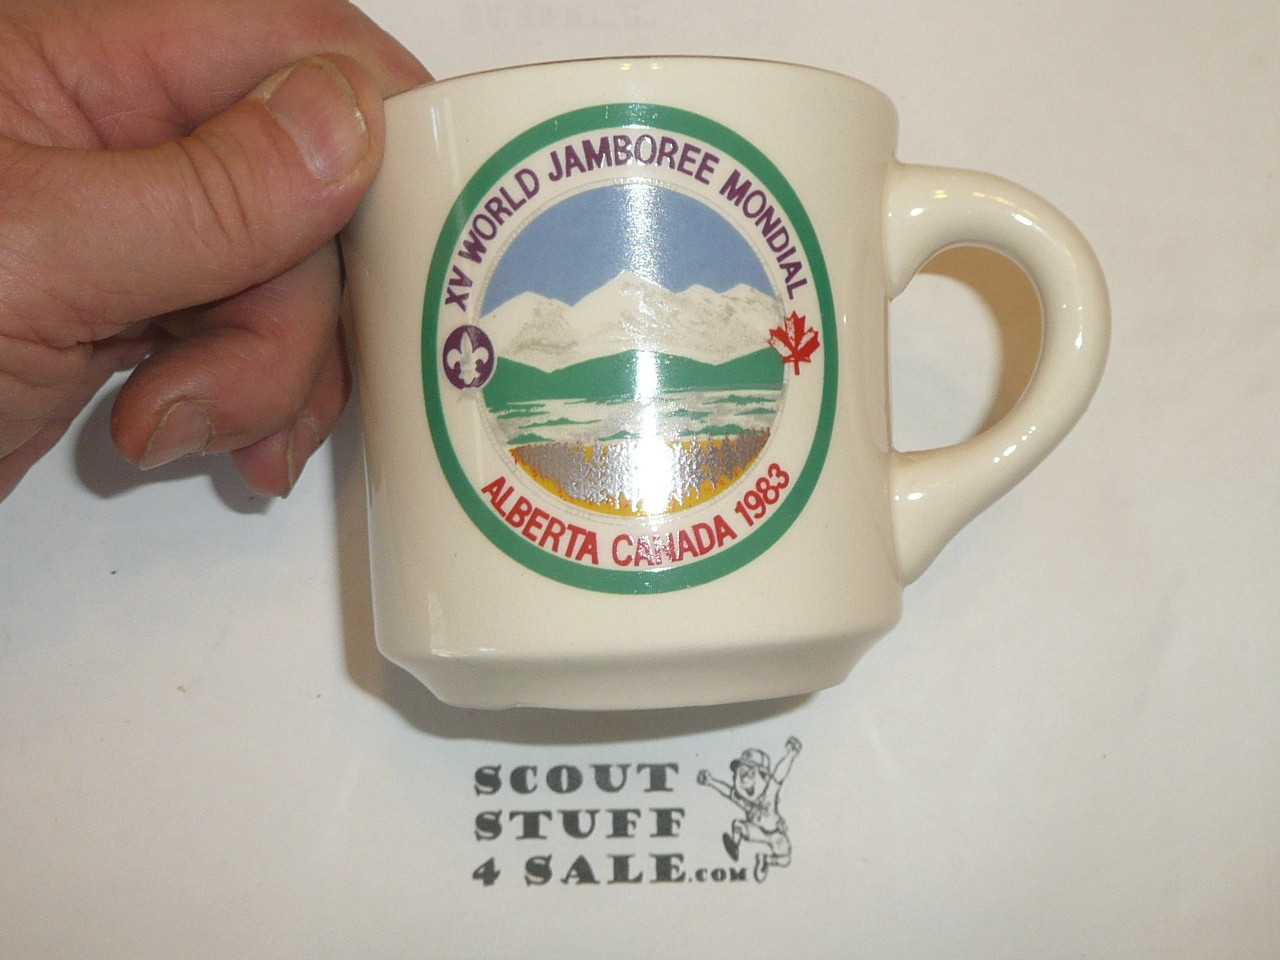 XV WORLD JAMBOREE MONDIAL
ALBERTA CANADA 1983
SCOUT
STUFF
4 SALE.COM